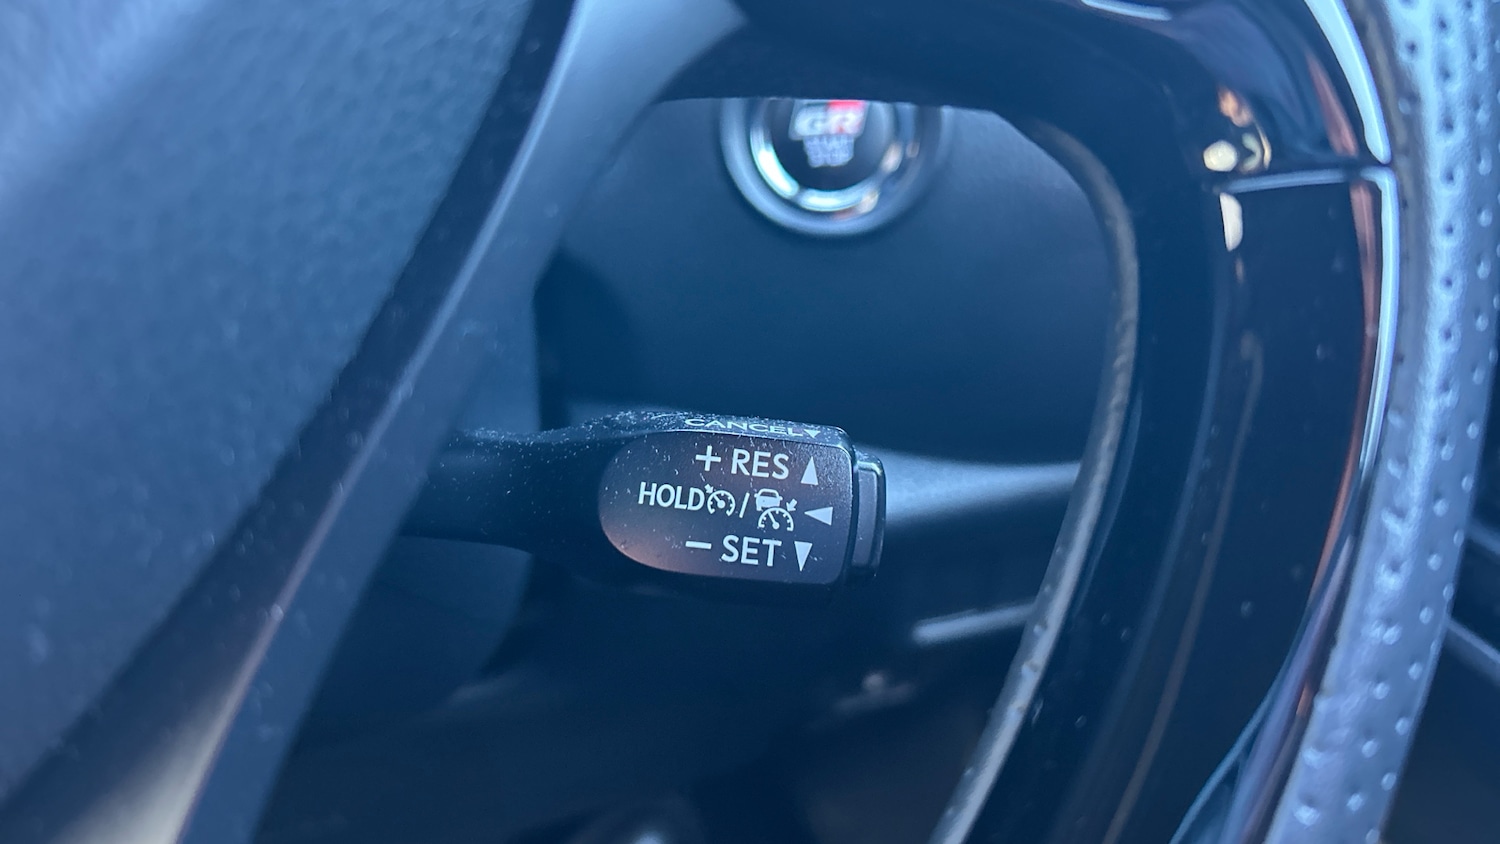 GR
CANCEL
+ RES
HOLD /
− SET